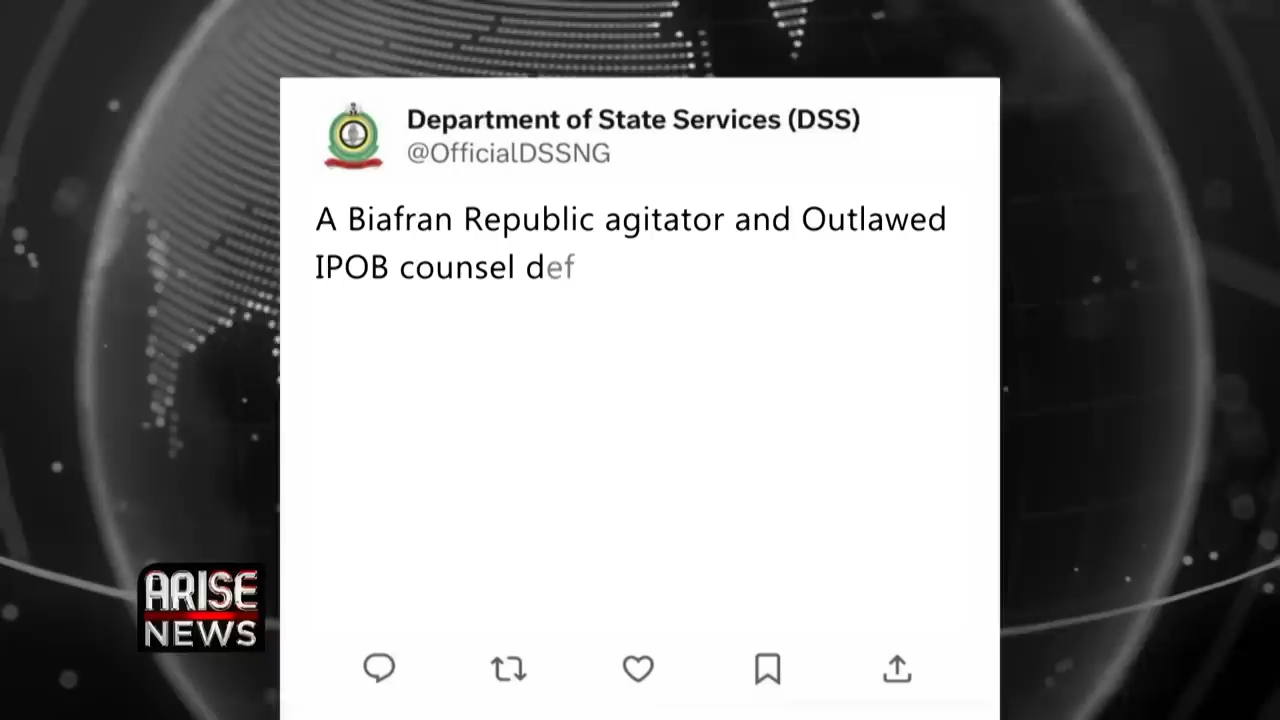 Department of State Services (DSS)
@OfficialDSSNG
A Biafran Republic agitator and Outlawed
IPOB counsel def
ARISE
NEWS